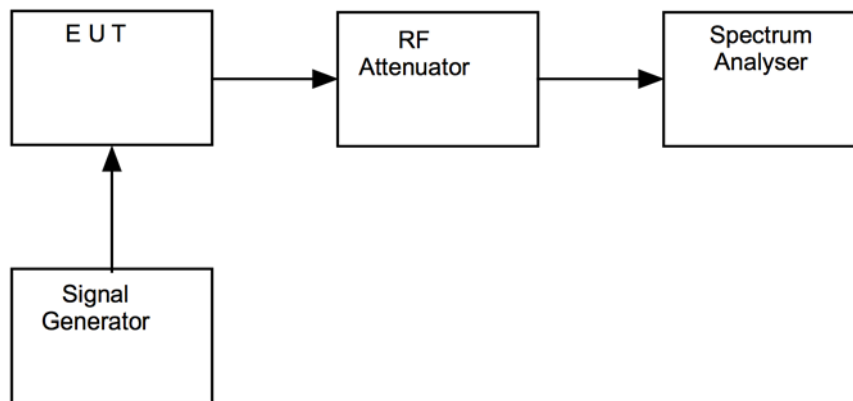 E U T
RF
Attenuator
Spectrum
Analyser
Signal
Generator